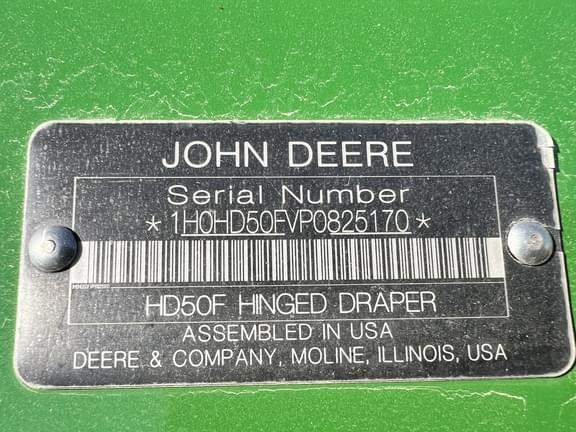 JOHN DEERE
Serial Number
*1H0HD50FVP0825170*
HD50F HINGED DRAPER
ASSEMBLED IN USA
DEERE & COMPANY, MOLINE, ILLINOIS, USA